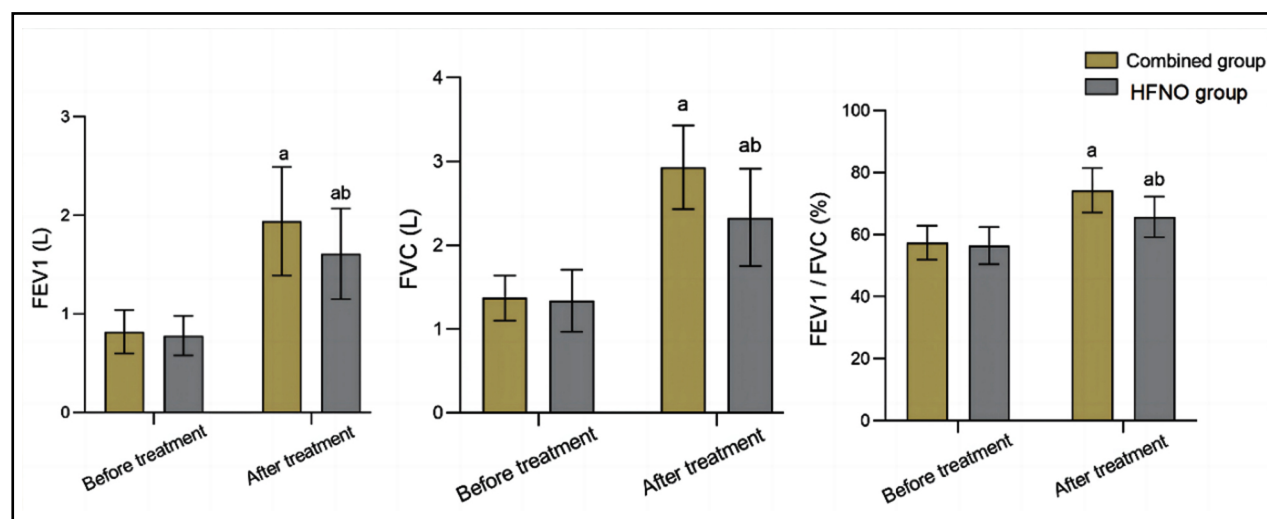 Combined group
HFNO group
FEV1 (L)
3
2
1
0
a
ab
Before treatment
After treatment
FVC (L)
4
3
2
1
0
a
ab
Before treatment
After treatment
FEV1 / FVC (%)
100
80
60
40
20
0
a
ab
Before treatment
After treatment